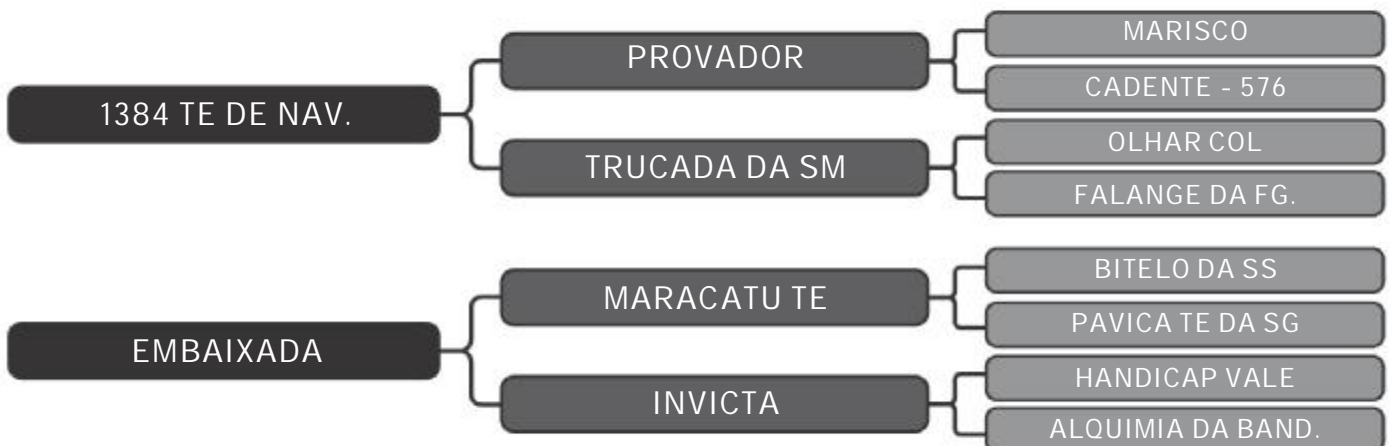 1384 TE DE NAV.
PROVADOR
MARISCO
CADENTE - 576
TRUCADA DA SM
OLHAR COL
FALANGE DA FG.
EMBAIXADA
MARACATU TE
BITELO DA SS
PAVICA TE DA SG
INVICTA
HANDICAP VALE
ALQUIMIA DA BAND.